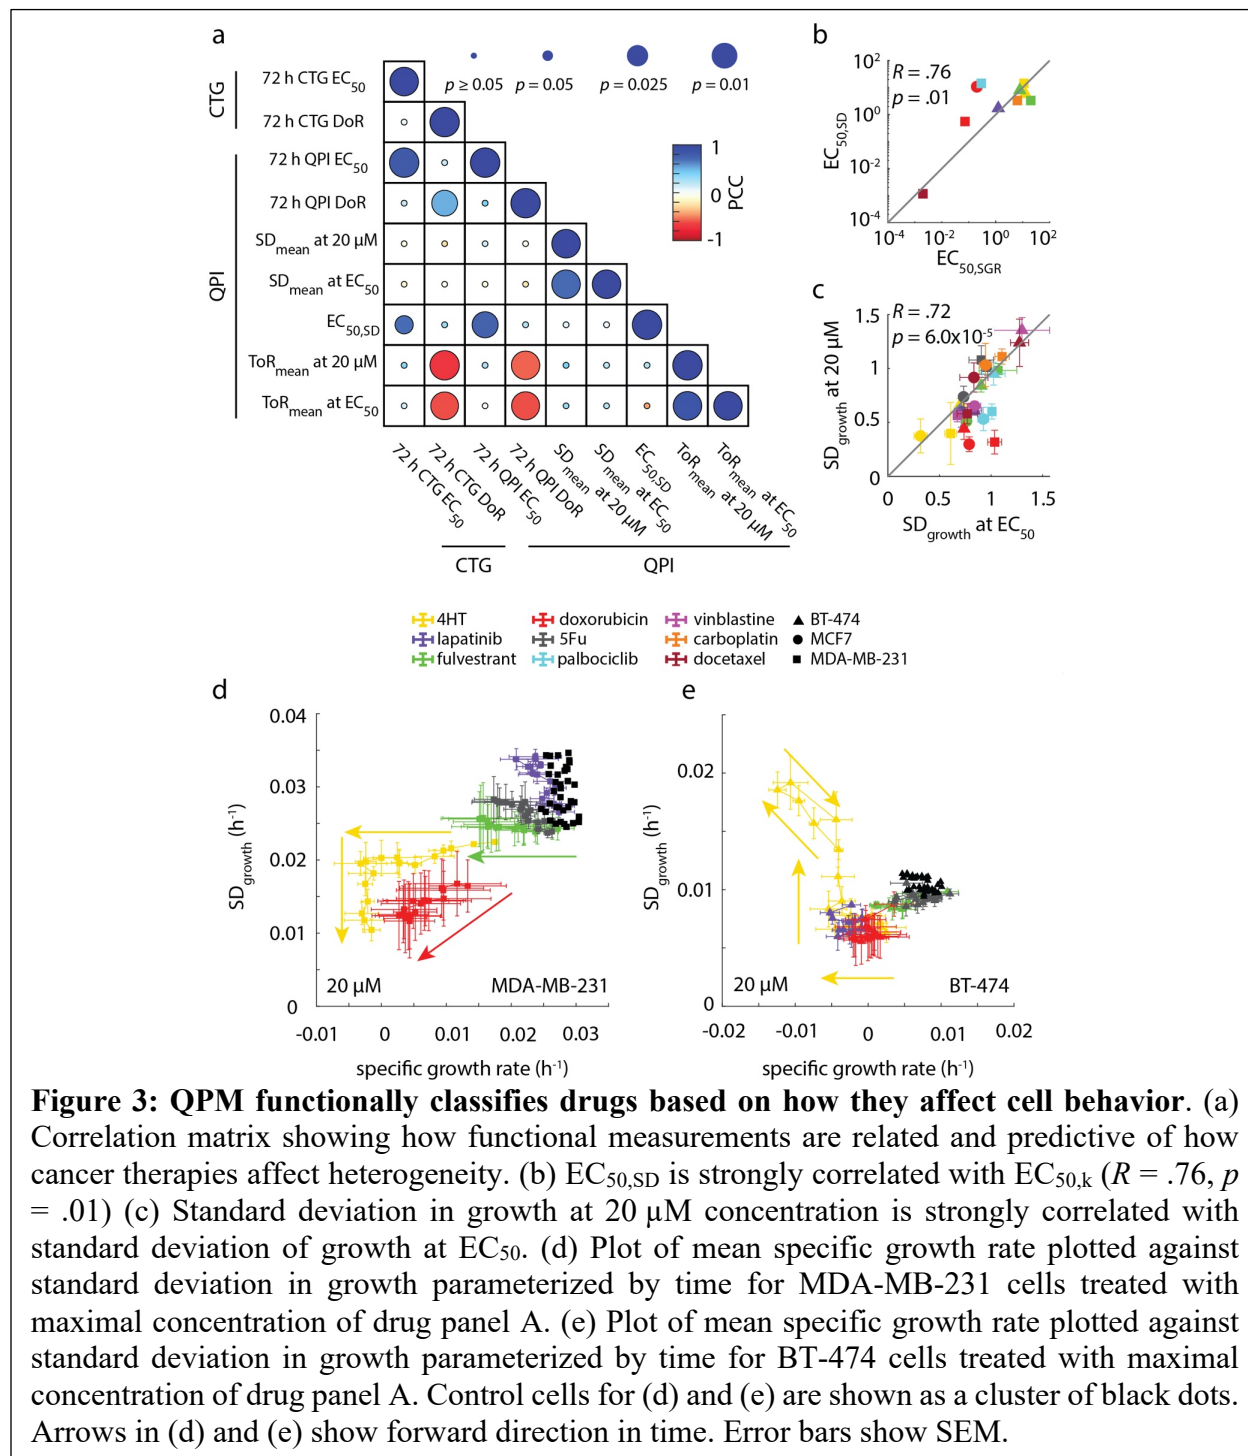 a
p ≥ 0.05
p = 0.05
p = 0.025
p = 0.01
CTG
72 h CTG EC50
72 h CTG DoR
QPI
72 h QPI EC50
72 h QPI DoR
SDmean at 20 µM
SDmean at EC50
EC50,SD
ToRmean at 20 µM
ToRmean at EC50
1
0
-1
PCC
72 h CTG EC50
72 h CTG DoR
72 h QPI EC50
72 h QPI DoR
SDmean at 20 µM
SDmean at EC50
EC50,SD
ToRmean at 20 µM
ToRmean at EC50
CTG
QPI
b
R = .76
p = .01
EC50,SD
10^2
10^0
10^-2
10^-4
10^-4
10^-2
10^0
10^2
EC50,SGR
c
R = .72
p = 6.0x10^-5
SDgrowth at 20 µM
1.5
1
0.5
0
0
0.5
1
1.5
SDgrowth at EC50
4HT
doxorubicin
vinblastine
BT-474
lapatinib
5Fu
carboplatin
MCF7
fulvestrant
palbociclib
docetaxel
MDA-MB-231
d
SDgrowth (h-1)
0.04
0.03
0.02
0.01
0
20 µM
MDA-MB-231
-0.01
0
0.01
0.02
0.03
specific growth rate (h-1)
e
SDgrowth (h-1)
0.02
0.01
0
20 µM
BT-474
-0.02
-0.01
0
0.01
0.02
specific growth rate (h-1)
Figure 3: QPM functionally classifies drugs based on how they affect cell behavior. (a)
Correlation matrix showing how functional measurements are related and predictive of how
cancer therapies affect heterogeneity. (b) EC50,SD is strongly correlated with EC50,k (R = .76, p
= .01) (c) Standard deviation in growth at 20 µM concentration is strongly correlated with
standard deviation of growth at EC50. (d) Plot of mean specific growth rate plotted against
standard deviation in growth parameterized by time for MDA-MB-231 cells treated with
maximal concentration of drug panel A. (e) Plot of mean specific growth rate plotted against
standard deviation in growth parameterized by time for BT-474 cells treated with maximal
concentration of drug panel A. Control cells for (d) and (e) are shown as a cluster of black dots.
Arrows in (d) and (e) show forward direction in time. Error bars show SEM.